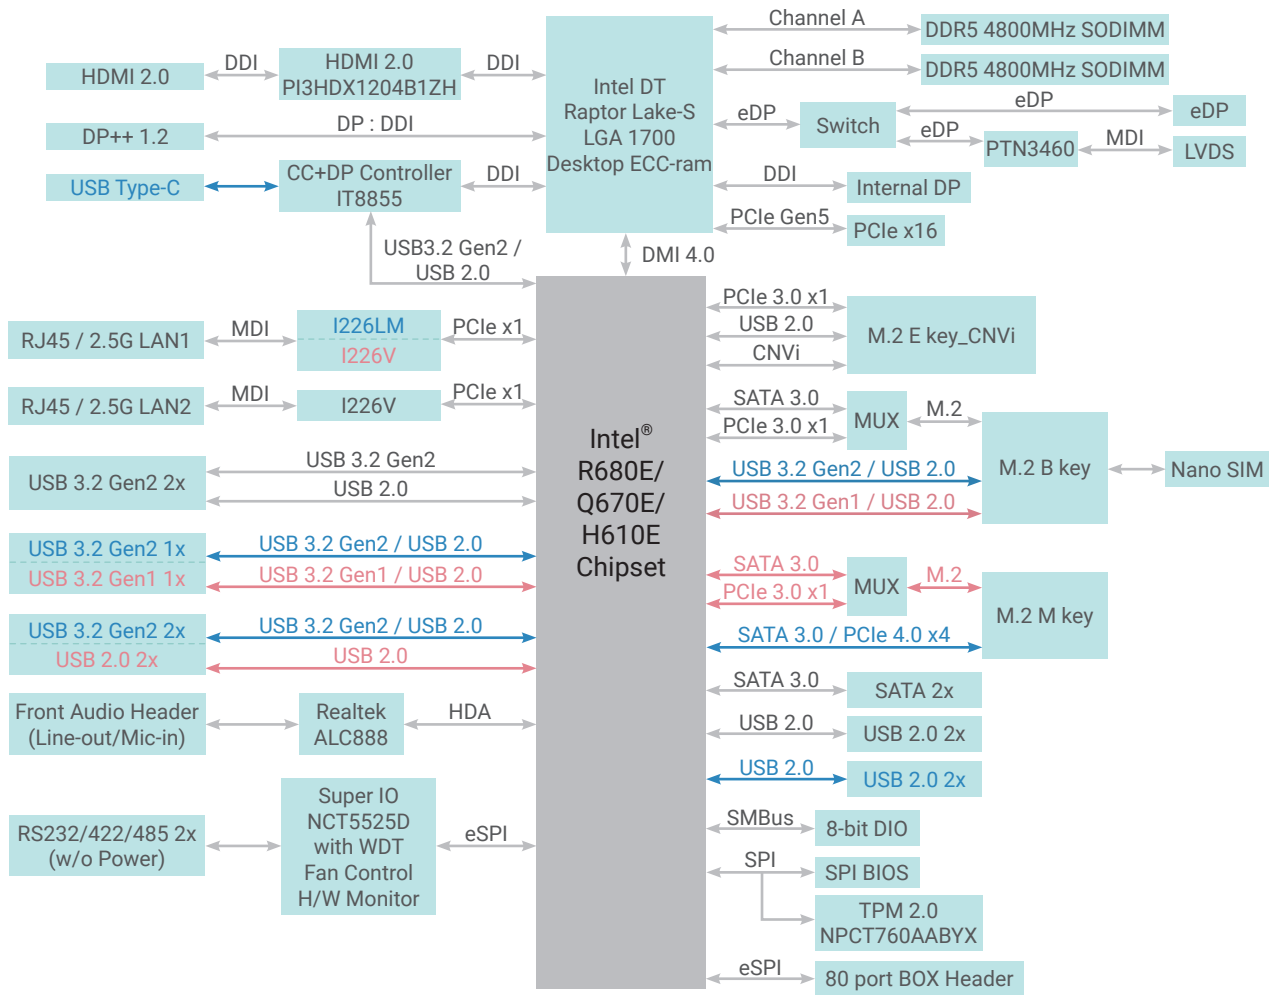 Channel A
DDR5 4800MHz SODIMM
Channel B
DDR5 4800MHz SODIMM
HDMI 2.0
DDI
HDMI 2.0
PI3HDX1204B1ZH
DDI
Intel DT
Raptor Lake-S
LGA 1700
Desktop ECC-ram
eDP
Switch
eDP
eDP
eDP
PTN3460
MDI
LVDS
DP++ 1.2
DP : DDI
USB Type-C
CC+DP Controller
IT8855
DDI
DDI
Internal DP
PCIe Gen5
PCIe x16
USB3.2 Gen2 /
USB 2.0
DMI 4.0
Intel®
R680E/
Q670E/
H610E
Chipset
RJ45 / 2.5G LAN1
MDI
I226LM
I226V
PCIe x1
RJ45 / 2.5G LAN2
MDI
I226V
PCIe x1
USB 3.2 Gen2 2x
USB 3.2 Gen2
USB 2.0
USB 3.2 Gen2 1x
USB 3.2 Gen1 1x
USB 3.2 Gen2 / USB 2.0
USB 3.2 Gen1 / USB 2.0
USB 3.2 Gen2 2x
USB 2.0 2x
USB 3.2 Gen2 / USB 2.0
USB 2.0
Front Audio Header
(Line-out/Mic-in)
Realtek
ALC888
HDA
RS232/422/485 2x
(w/o Power)
Super IO
NCT5525D
with WDT
Fan Control
H/W Monitor
eSPI
PCIe 3.0 x1
USB 2.0
CNVi
M.2 E key_CNVi
SATA 3.0
PCIe 3.0 x1
MUX
M.2
USB 3.2 Gen2 / USB 2.0
USB 3.2 Gen1 / USB 2.0
M.2 B key
Nano SIM
SATA 3.0
PCIe 3.0 x1
MUX
M.2
SATA 3.0 / PCIe 4.0 x4
M.2 M key
SATA 3.0
SATA 2x
USB 2.0
USB 2.0 2x
USB 2.0
USB 2.0 2x
SMBus
8-bit DIO
SPI
SPI BIOS
TPM 2.0
NPCT760AABYX
eSPI
80 port BOX Header